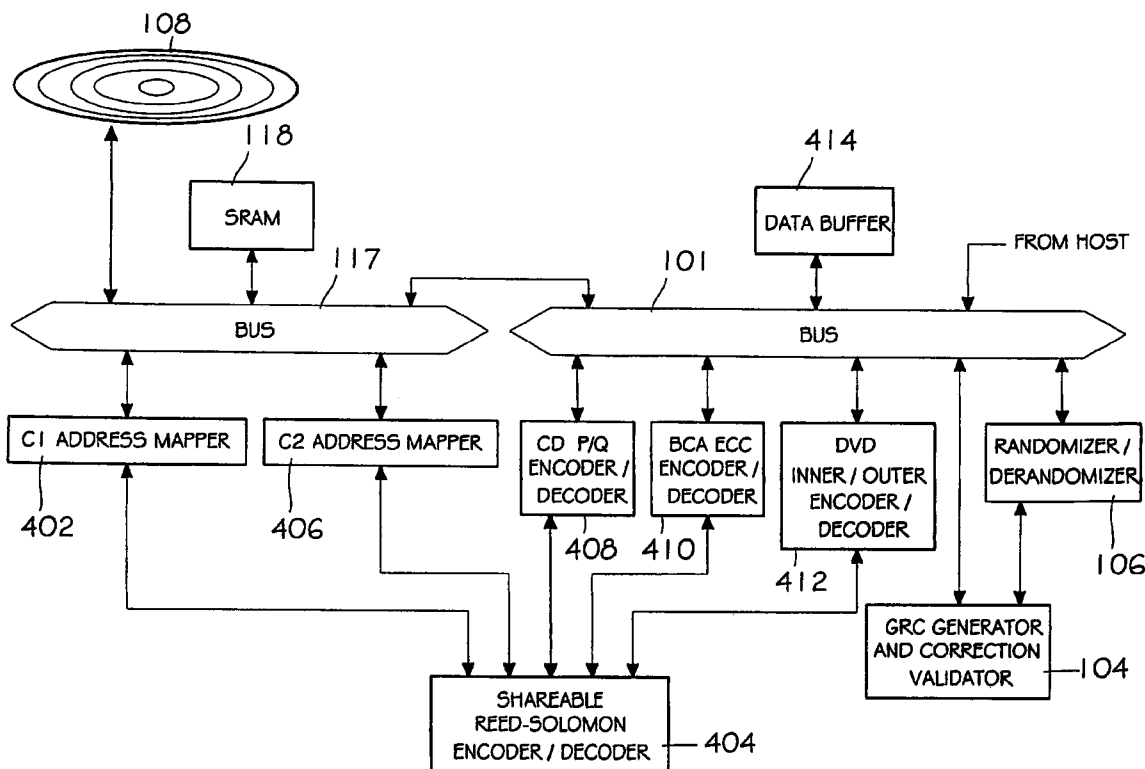 108
118
SRAM
414
DATA BUFFER
FROM HOST
117
101
BUS
BUS
C1 ADDRESS MAPPER
402
C2 ADDRESS MAPPER
406
CD P/Q
ENCODER /
DECODER
408
BCA ECC
ENCODER /
DECODER
410
DVD
INNER / OUTER
ENCODER /
DECODER
412
RANDOMIZER /
DERANDOMIZER
106
GRC GENERATOR
AND CORRECTION
VALIDATOR
104
SHAREABLE
REED-SOLOMON
ENCODER / DECODER
404